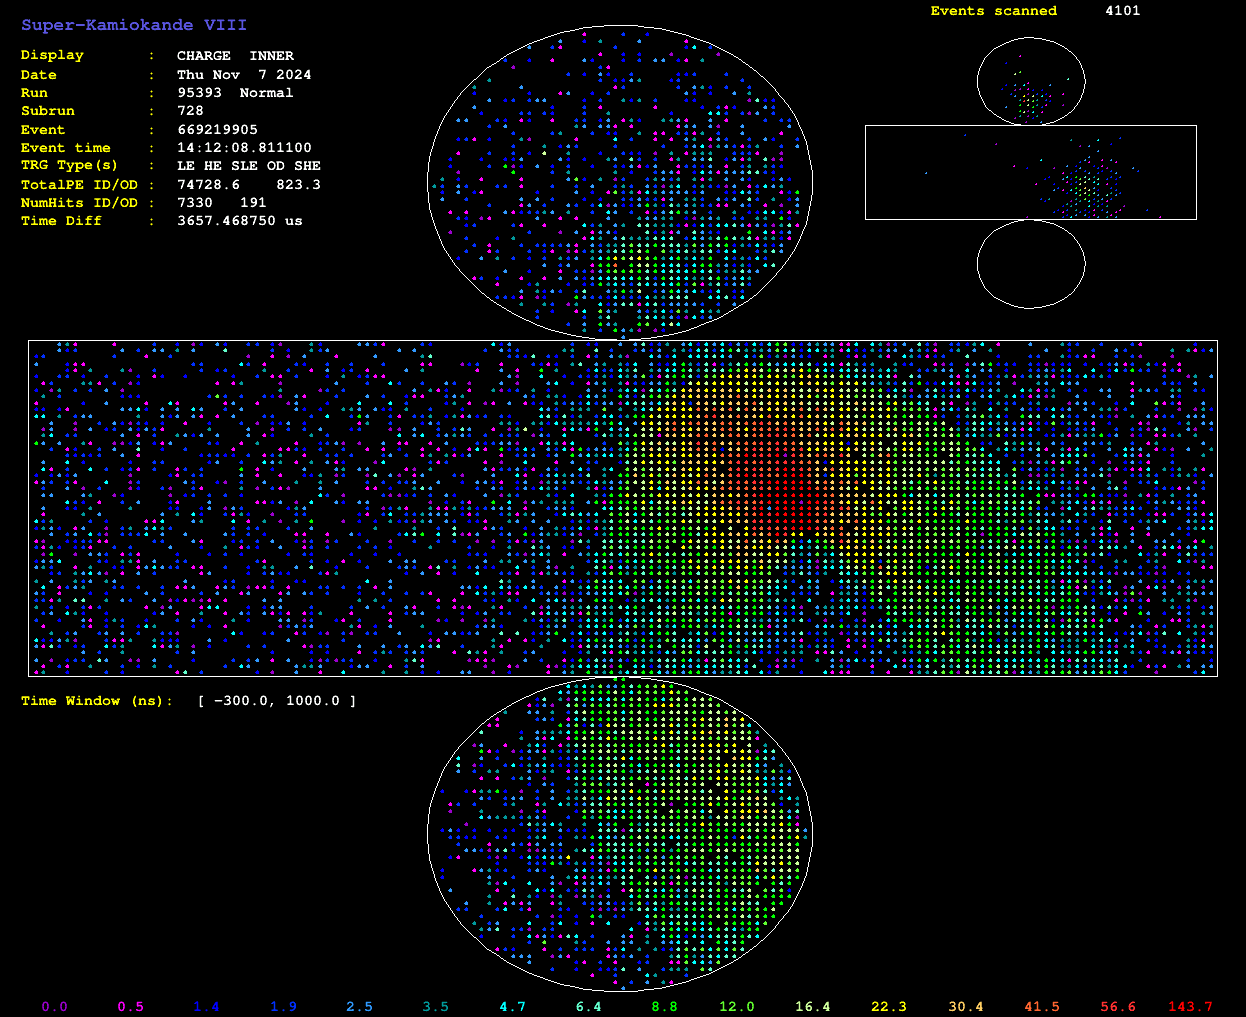 Super-Kamiokande VIII
Events scanned 4101
Display : CHARGE INNER
Date : Thu Nov 7 2024
Run : 95393 Normal
Subrun : 728
Event : 669219905
Event time : 14:12:08.811100
TRG Type(s) : LE HE SLE OD SHE
TotalPE ID/OD : 74728.6 823.3
NumHits ID/OD : 7330 191
Time Diff : 3657.468750 us
Time Window (ns): [ -300.0, 1000.0 ]
0.0 0.5 1.4 1.9 2.5 3.5 4.7 6.4 8.8 12.0 16.4 22.3 30.4 41.5 56.6 143.7